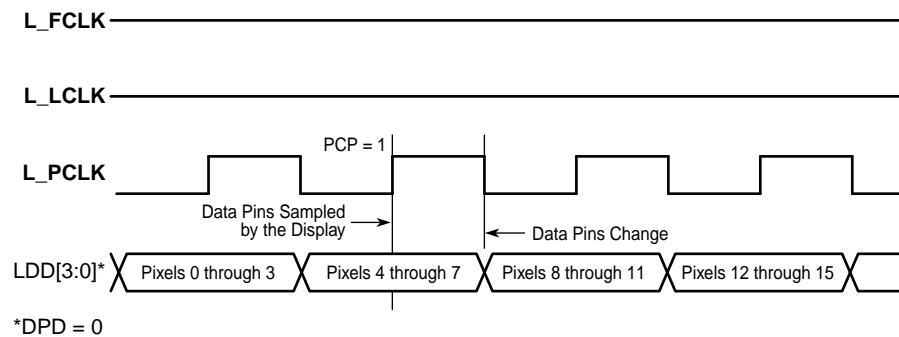 L_FCLK
L_LCLK
PCP = 1
L_PCLK
Data Pins Sampled
by the Display
Data Pins Change
LDD[3:0]*
Pixels 0 through 3
Pixels 4 through 7
Pixels 8 through 11
Pixels 12 through 15
*DPD = 0